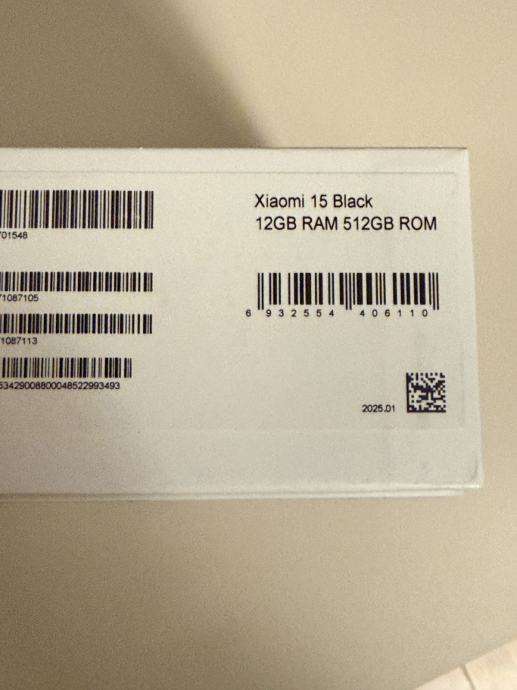 Xiaomi 15 Black
12GB RAM 512GB ROM
701548
71087105
6 932554 406110
1087113
53429008800048522993493
2025.01